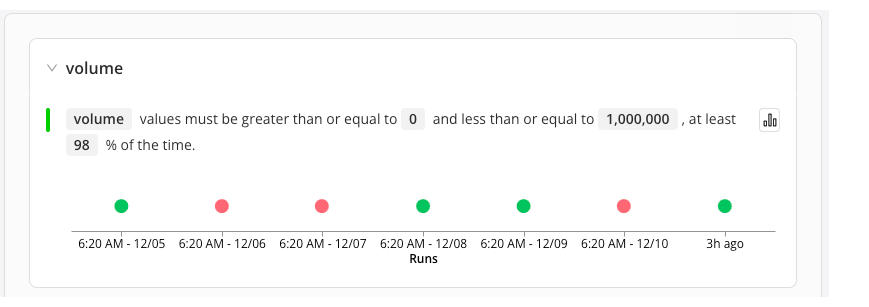 volume
volume values must be greater than or equal to 0 and less than or equal to 1,000,000 , at least
98 % of the time.
6:20 AM - 12/05 6:20 AM - 12/06 6:20 AM - 12/07 6:20 AM - 12/08 6:20 AM - 12/09 6:20 AM - 12/10 3h ago
Runs